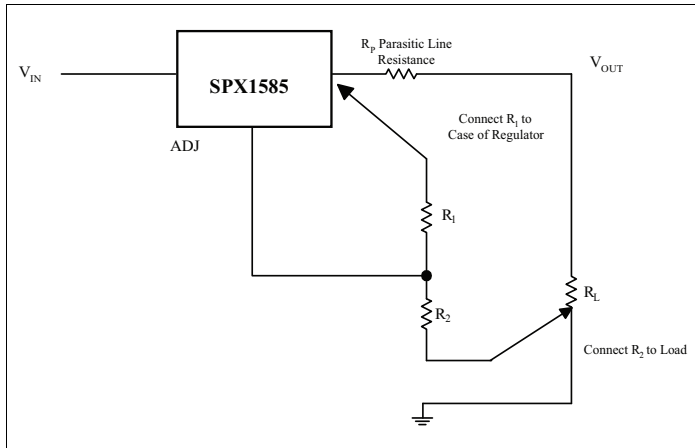 R_P Parasitic Line
Resistance
V_IN
V_OUT
SPX1585
Connect R_1 to
Case of Regulator
ADJ
R_1
R_L
R_2
Connect R_2 to Load